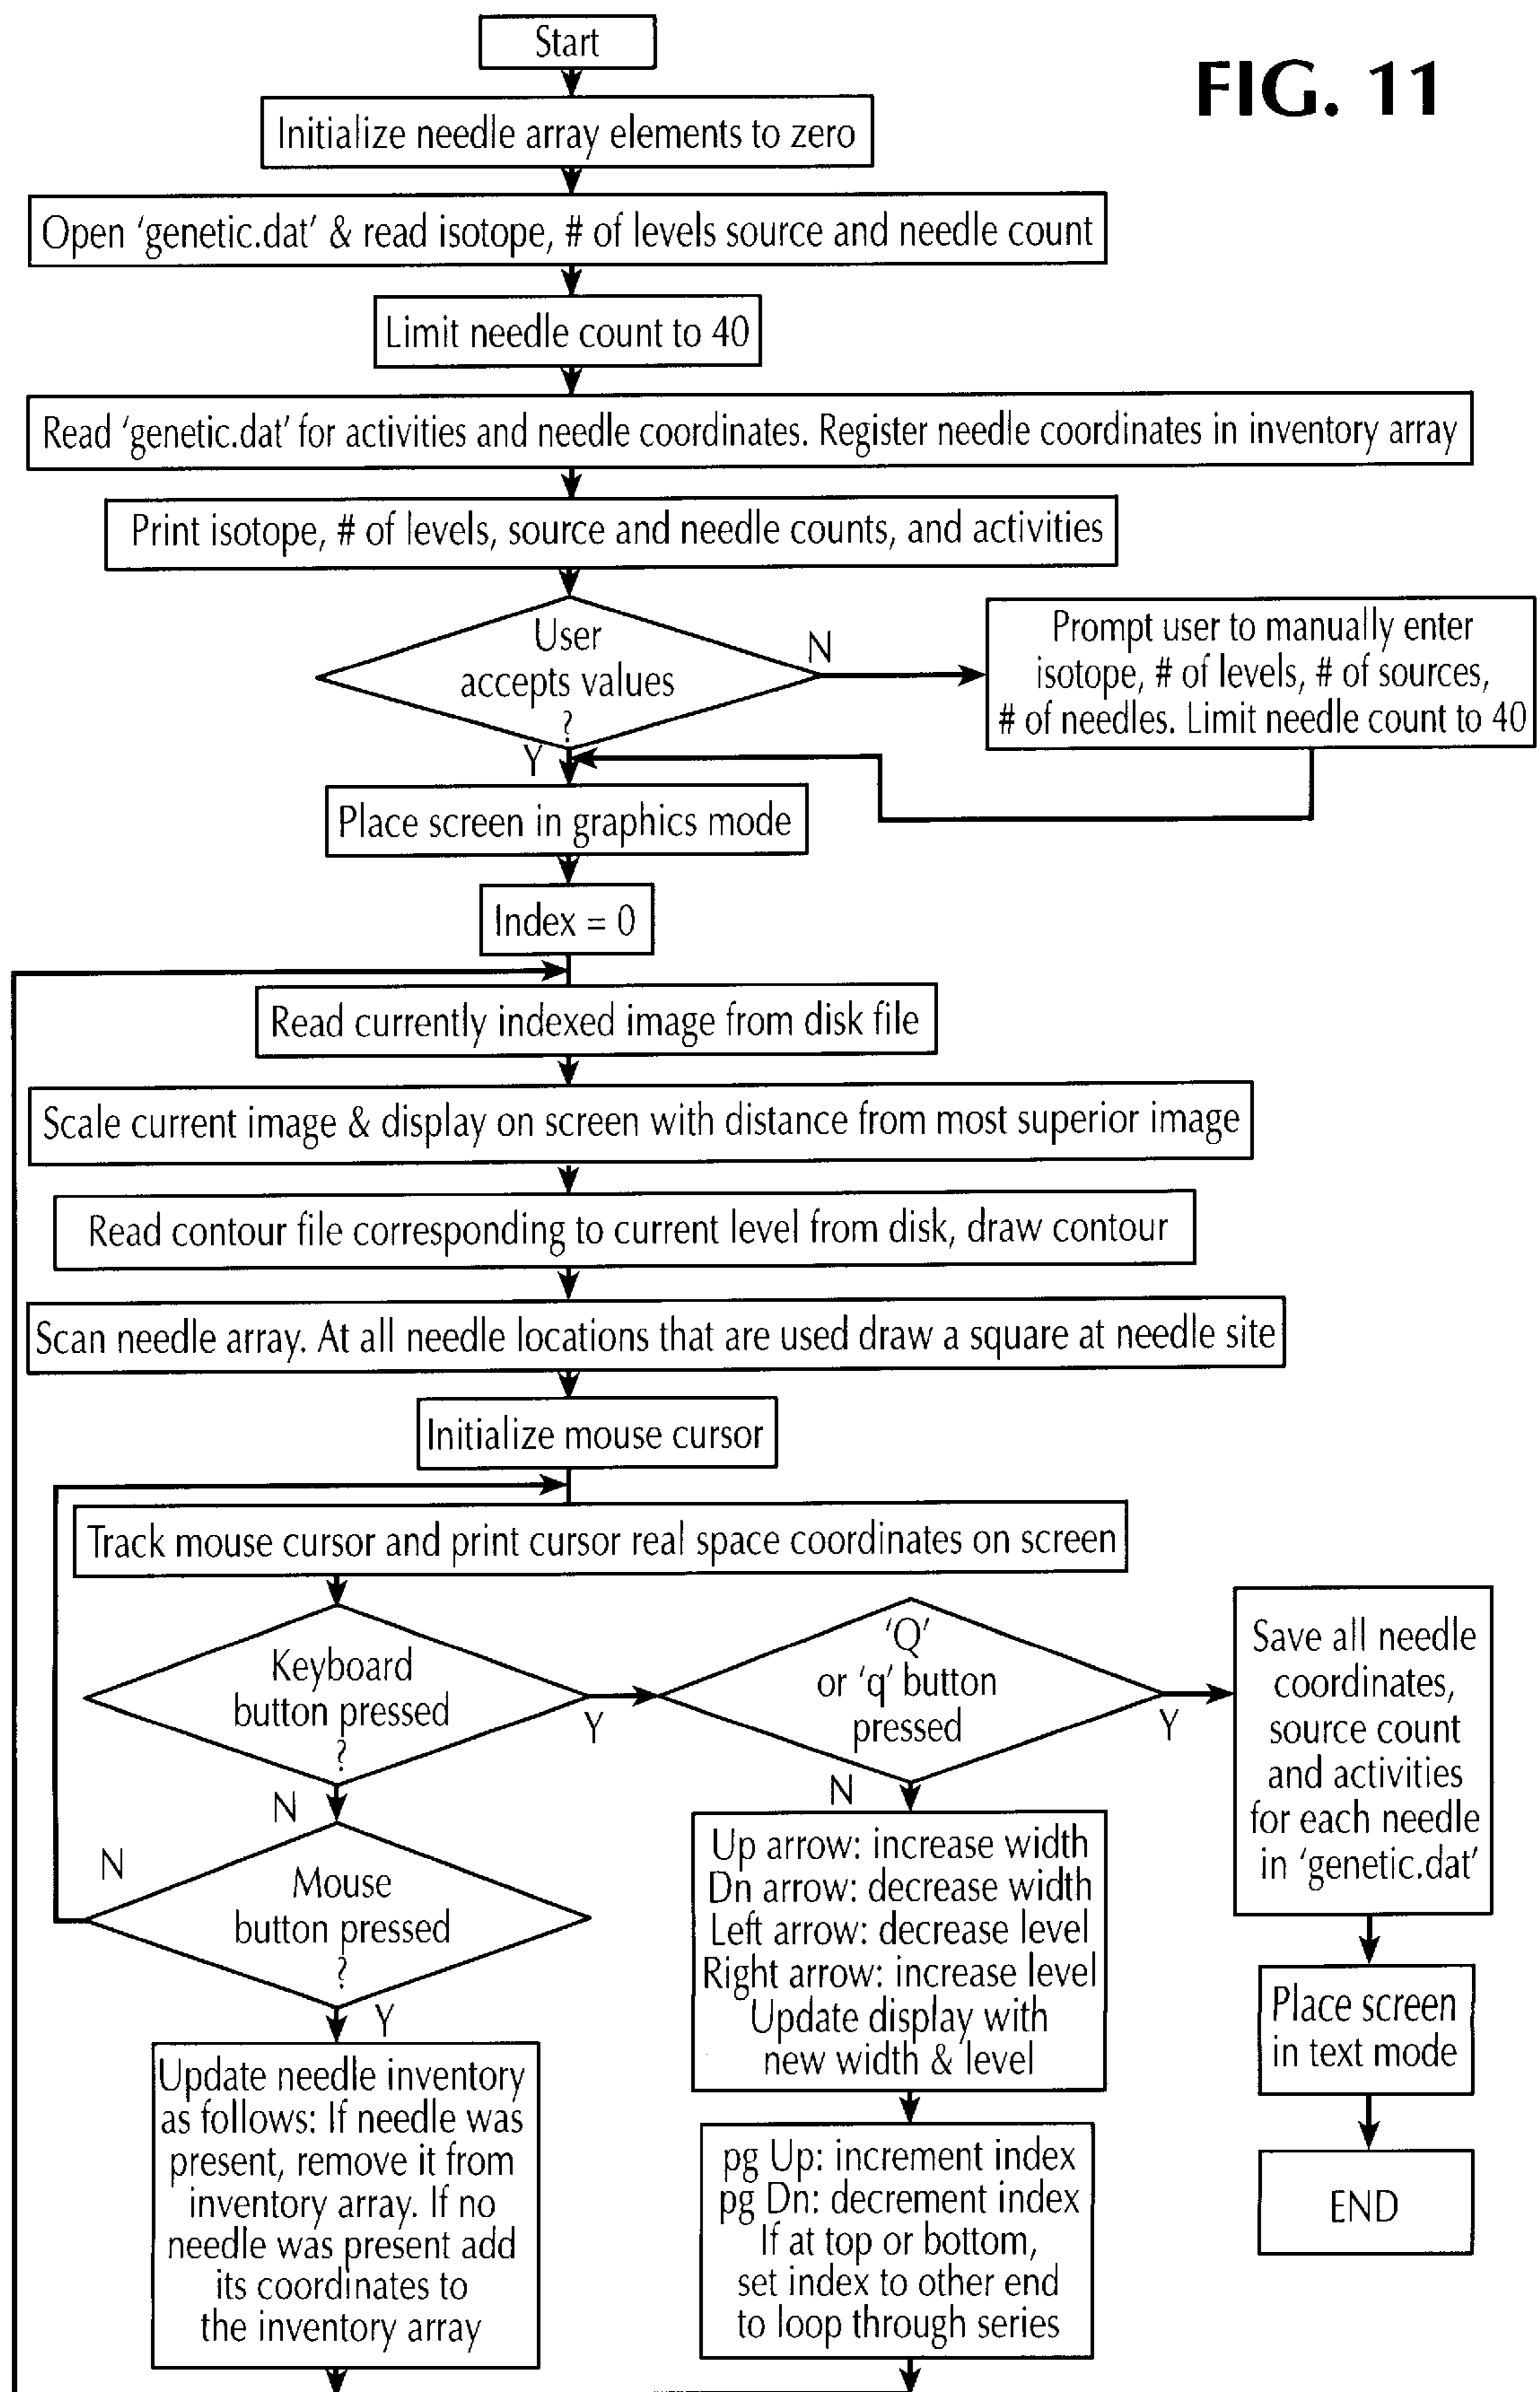 FIG. 11
Start
Initialize needle array elements to zero
Open 'genetic.dat' & read isotope, # of levels source and needle count
Limit needle count to 40
Read 'genetic.dat' for activities and needle coordinates. Register needle coordinates in inventory array
Print isotope, # of levels, source and needle counts, and activities
User
accepts values
?
N
Y
Prompt user to manually enter
isotope, # of levels, # of sources,
# of needles. Limit needle count to 40
Place screen in graphics mode
Index = 0
Read currently indexed image from disk file
Scale current image & display on screen with distance from most superior image
Read contour file corresponding to current level from disk, draw contour
Scan needle array. At all needle locations that are used draw a square at needle site
Initialize mouse cursor
Track mouse cursor and print cursor real space coordinates on screen
Keyboard
button pressed
?
Y
N
'Q'
or 'q' button
pressed
Y
N
Save all needle
coordinates,
source count
and activities
for each needle
in 'genetic.dat'
Place screen
in text mode
END
Mouse
button pressed
?
N
Y
Update needle inventory
as follows: If needle was
present, remove it from
inventory array. If no
needle was present add
its coordinates to
the inventory array
Up arrow: increase width
Dn arrow: decrease width
Left arrow: decrease level
Right arrow: increase level
Update display with
new width & level
pg Up: increment index
pg Dn: decrement index
If at top or bottom,
set index to other end
to loop through series